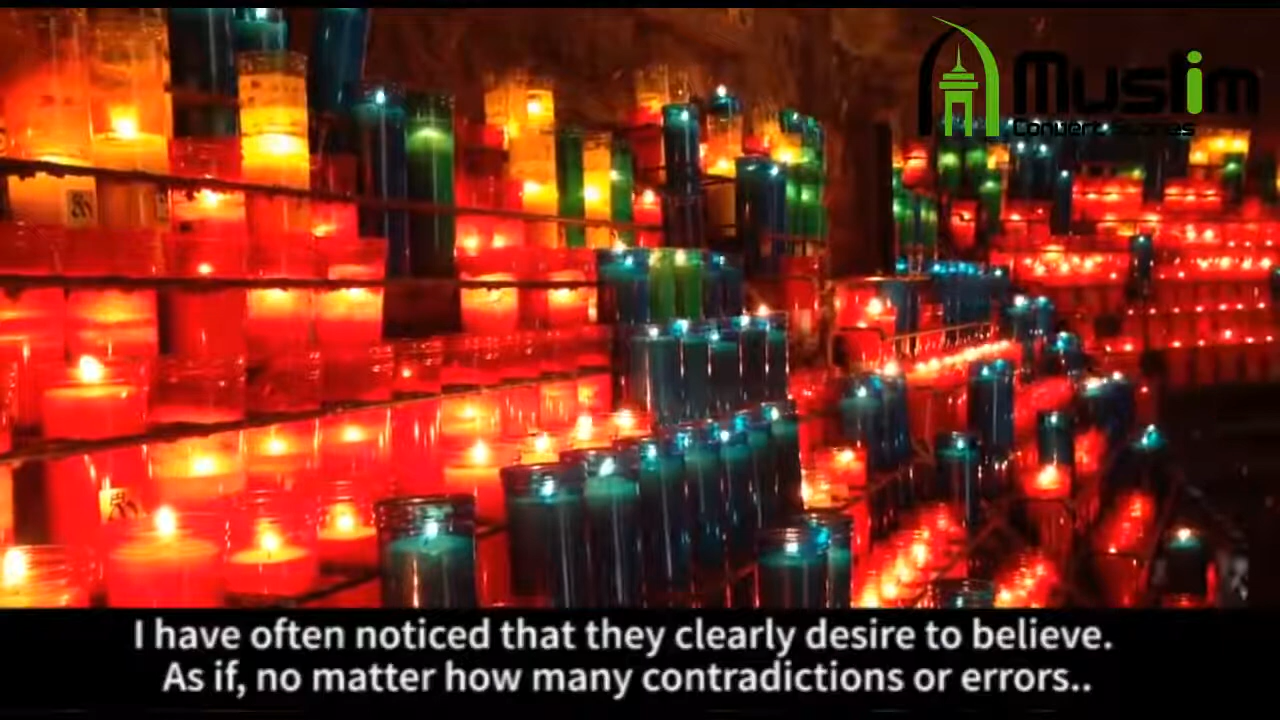 Muslim
Convert Stories
I have often noticed that they clearly desire to believe.
As if, no matter how many contradictions or errors..